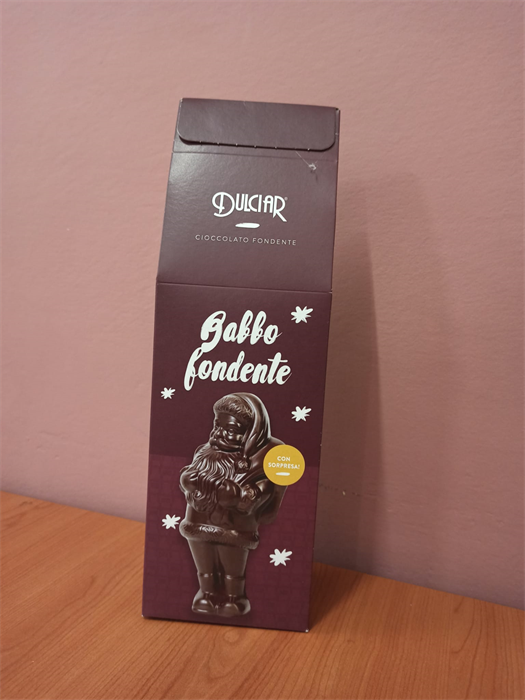 DULCIAR®
CIOCCOLATO FONDENTE
Babbo
fondente
CON
SORPRESA!